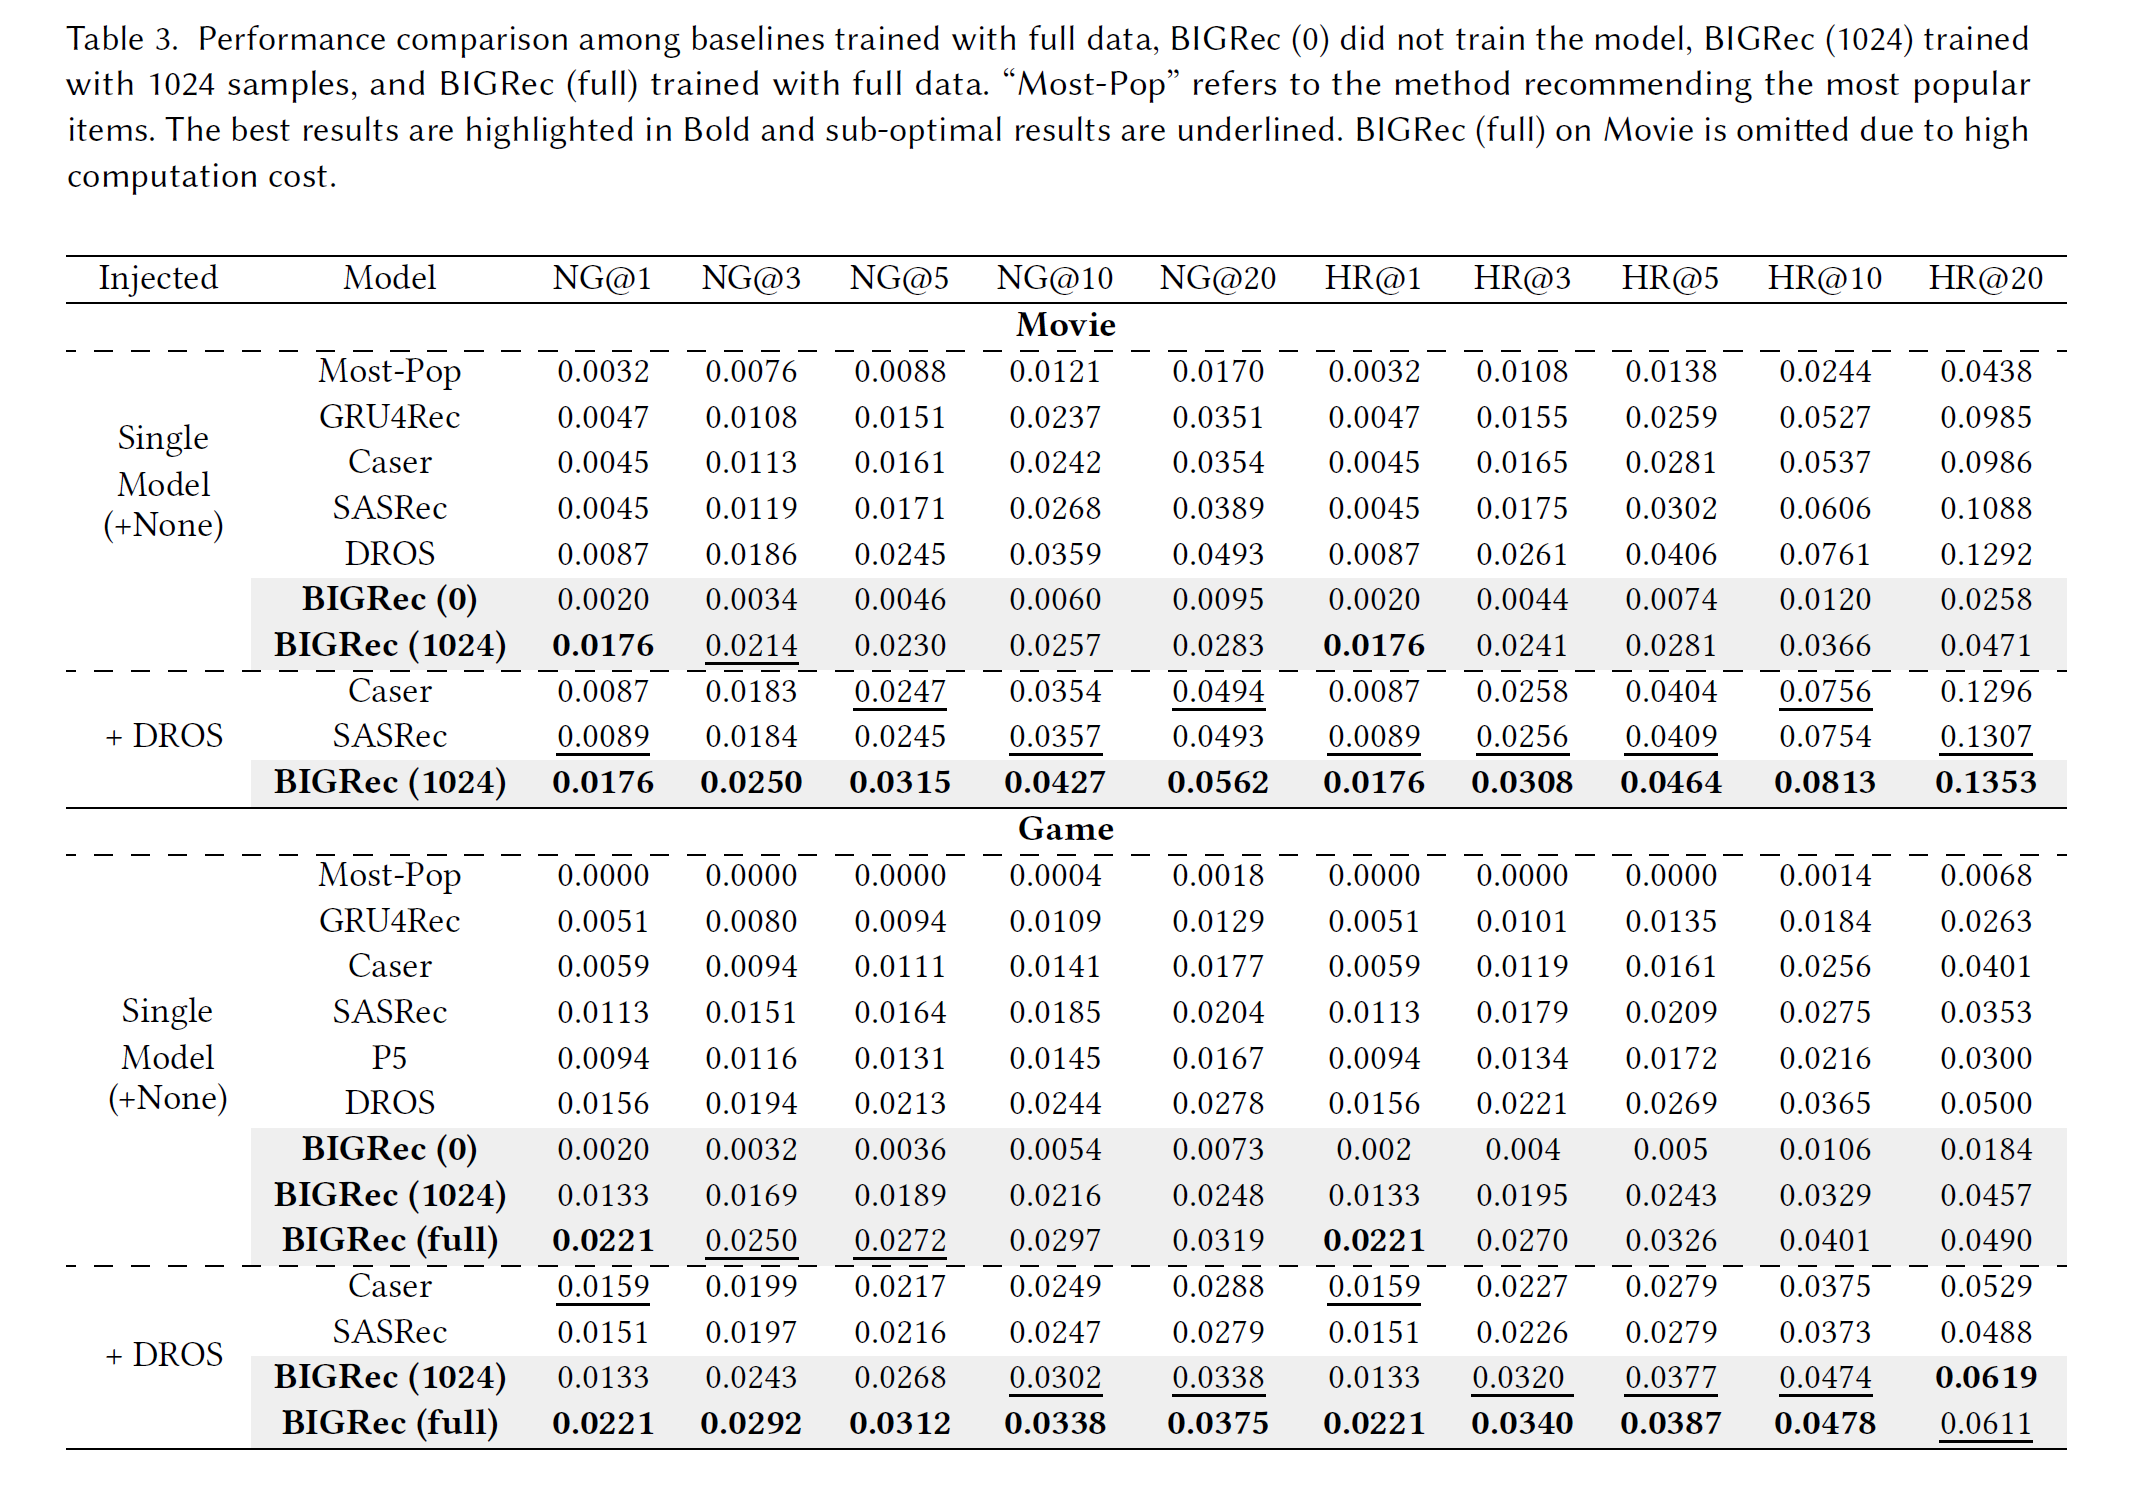 Table 3. Performance comparison among baselines trained with full data, BIGRec (0) did not train the model, BIGRec (1024) trained
with 1024 samples, and BIGRec (full) trained with full data. “Most-Pop” refers to the method recommending the most popular
items. The best results are highlighted in Bold and sub-optimal results are underlined. BIGRec (full) on Movie is omitted due to high
computation cost.
Injected Model NG@1 NG@3 NG@5 NG@10 NG@20 HR@1 HR@3 HR@5 HR@10 HR@20
Movie
Single Model (+None)
Most-Pop 0.0032 0.0076 0.0088 0.0121 0.0170 0.0032 0.0108 0.0138 0.0244 0.0438
GRU4Rec 0.0047 0.0108 0.0151 0.0237 0.0351 0.0047 0.0155 0.0259 0.0527 0.0985
Caser 0.0045 0.0113 0.0161 0.0242 0.0354 0.0045 0.0165 0.0281 0.0537 0.0986
SASRec 0.0045 0.0119 0.0171 0.0268 0.0389 0.0045 0.0175 0.0302 0.0606 0.1088
DROS 0.0087 0.0186 0.0245 0.0359 0.0493 0.0087 0.0261 0.0406 0.0761 0.1292
BIGRec (0) 0.0020 0.0034 0.0046 0.0060 0.0095 0.0020 0.0044 0.0074 0.0120 0.0258
BIGRec (1024) 0.0176 0.0214 0.0230 0.0257 0.0283 0.0176 0.0241 0.0281 0.0366 0.0471
+ DROS
Caser 0.0087 0.0183 0.0247 0.0354 0.0494 0.0087 0.0258 0.0404 0.0756 0.1296
SASRec 0.0089 0.0184 0.0245 0.0357 0.0493 0.0089 0.0256 0.0409 0.0754 0.1307
BIGRec (1024) 0.0176 0.0250 0.0315 0.0427 0.0562 0.0176 0.0308 0.0464 0.0813 0.1353
Game
Single Model (+None)
Most-Pop 0.0000 0.0000 0.0000 0.0004 0.0018 0.0000 0.0000 0.0000 0.0014 0.0068
GRU4Rec 0.0051 0.0080 0.0094 0.0109 0.0129 0.0051 0.0101 0.0135 0.0184 0.0263
Caser 0.0059 0.0094 0.0111 0.0141 0.0177 0.0059 0.0119 0.0161 0.0256 0.0401
SASRec 0.0113 0.0151 0.0164 0.0185 0.0204 0.0113 0.0179 0.0209 0.0275 0.0353
P5 0.0094 0.0116 0.0131 0.0145 0.0167 0.0094 0.0134 0.0172 0.0216 0.0300
DROS 0.0156 0.0194 0.0213 0.0244 0.0278 0.0156 0.0221 0.0269 0.0365 0.0500
BIGRec (0) 0.0020 0.0032 0.0036 0.0054 0.0073 0.002 0.004 0.005 0.0106 0.0184
BIGRec (1024) 0.0133 0.0169 0.0189 0.0216 0.0248 0.0133 0.0195 0.0243 0.0329 0.0457
BIGRec (full) 0.0221 0.0250 0.0272 0.0297 0.0319 0.0221 0.0270 0.0326 0.0401 0.0490
+ DROS
Caser 0.0159 0.0199 0.0217 0.0249 0.0288 0.0159 0.0227 0.0279 0.0375 0.0529
SASRec 0.0151 0.0197 0.0216 0.0247 0.0279 0.0151 0.0226 0.0279 0.0373 0.0488
BIGRec (1024) 0.0133 0.0243 0.0268 0.0302 0.0338 0.0133 0.0320 0.0377 0.0474 0.0619
BIGRec (full) 0.0221 0.0292 0.0312 0.0338 0.0375 0.0221 0.0340 0.0387 0.0478 0.0611